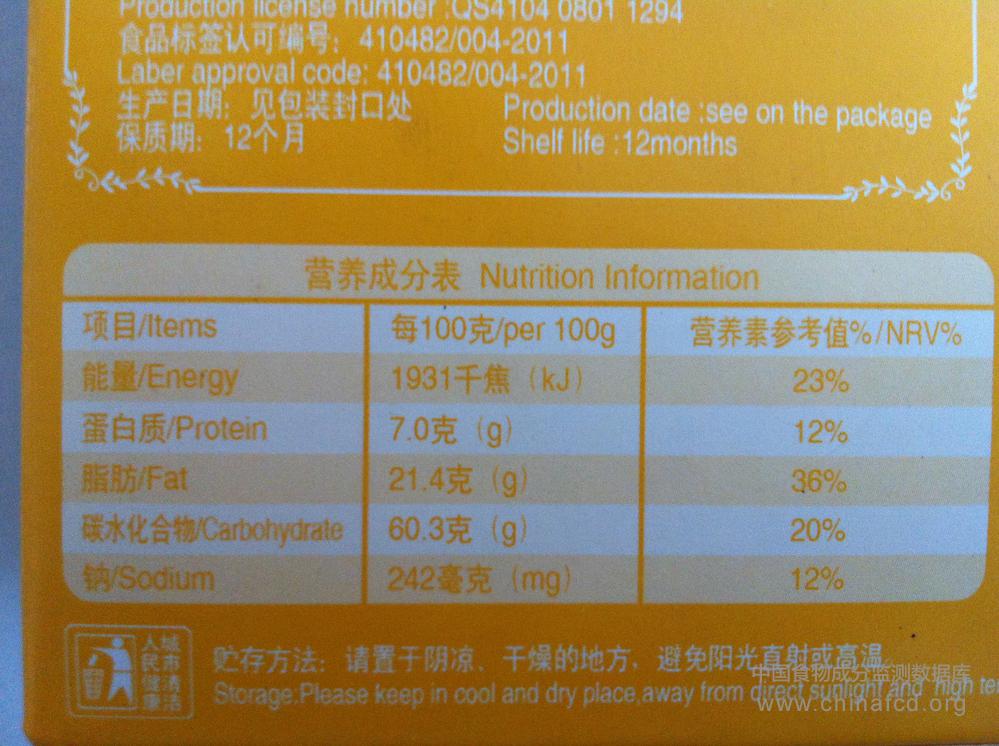 Production license number :QS4104 0801 1294
食品标签认可编号：410482/004-2011
Laber approval code: 410482/004-2011
生产日期：见包装封口处 Production date :see on the package
保质期：12个月 Shelf life :12months
营养成分表 Nutrition Information
项目/Items 每100克/per 100g 营养素参考值%/NRV%
能量/Energy 1931千焦（kJ） 23%
蛋白质/Protein 7.0克（g） 12%
脂肪/Fat 21.4克（g） 36%
碳水化合物/Carbohydrate 60.3克（g） 20%
钠/Sodium 242毫克（mg） 12%
人民健康 城市清洁
贮存方法：请置于阴凉、干燥的地方，避免阳光直射或高温
Storage:Please keep in cool and dry place,away from direct sunlight and high
中国食物成分监测数据库
www.chinafcd.org